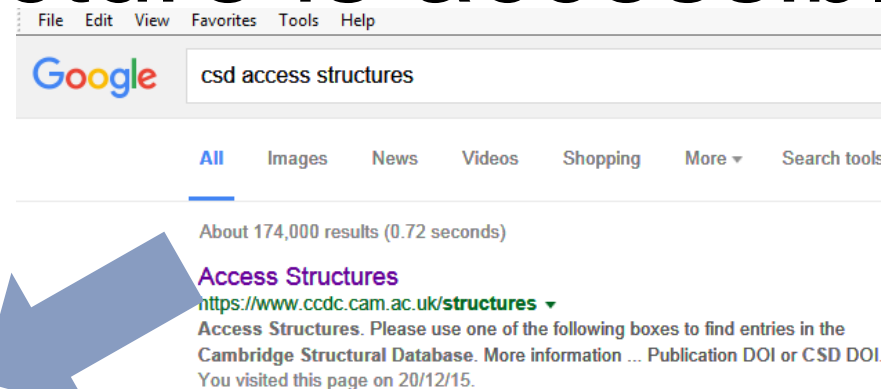 File Edit View Favorites Tools Help
Google csd access structures
All Images News Videos Shopping More Search tools
About 174,000 results (0.72 seconds)
Access Structures
https://www.ccdc.cam.ac.uk/structures
Access Structures. Please use one of the following boxes to find entries in the
Cambridge Structural Database. More information ... Publication DOI or CSD DOI.
You visited this page on 20/12/15.